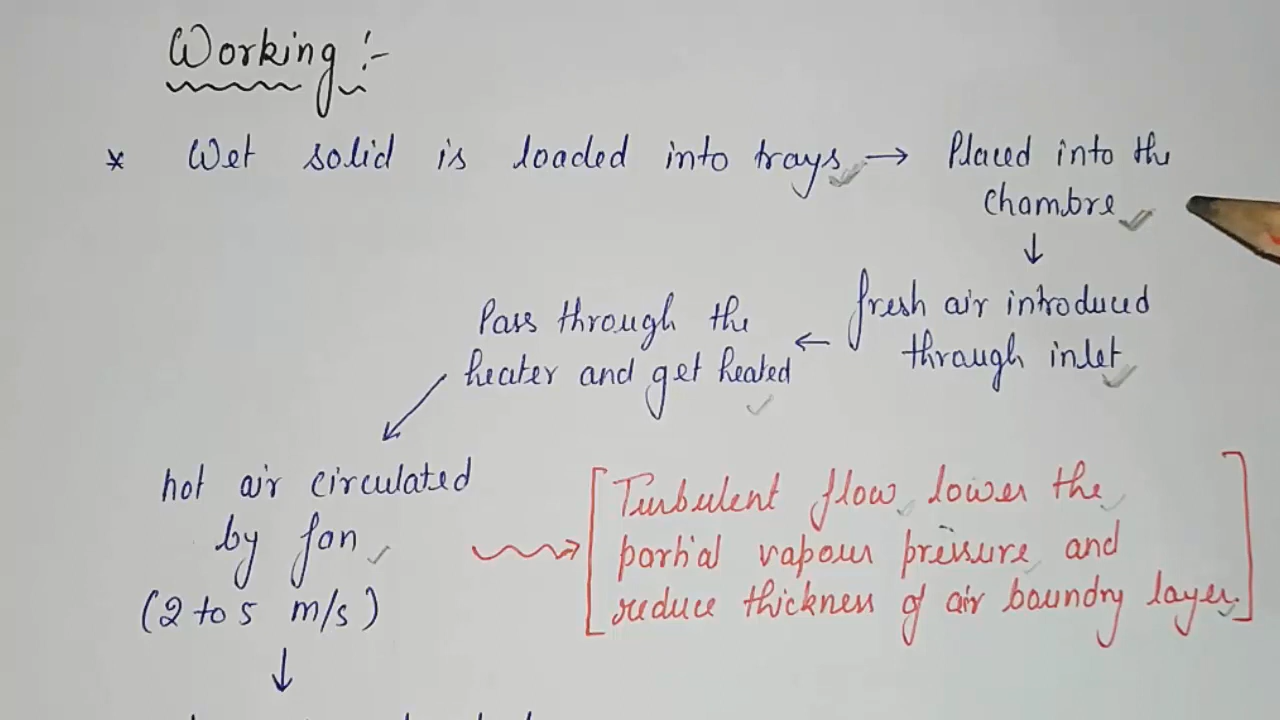 Working :-
* Wet solid is loaded into trays → Placed into the
chambre
↓
fresh air introduced
through inlet
←
Pass through the
heater and get heated
hot air circulated
by fan
(2 to 5 m/s)
[Turbulent flow, lower the
partial vapour pressure and
reduce thickness of air boundry layer.]
↓